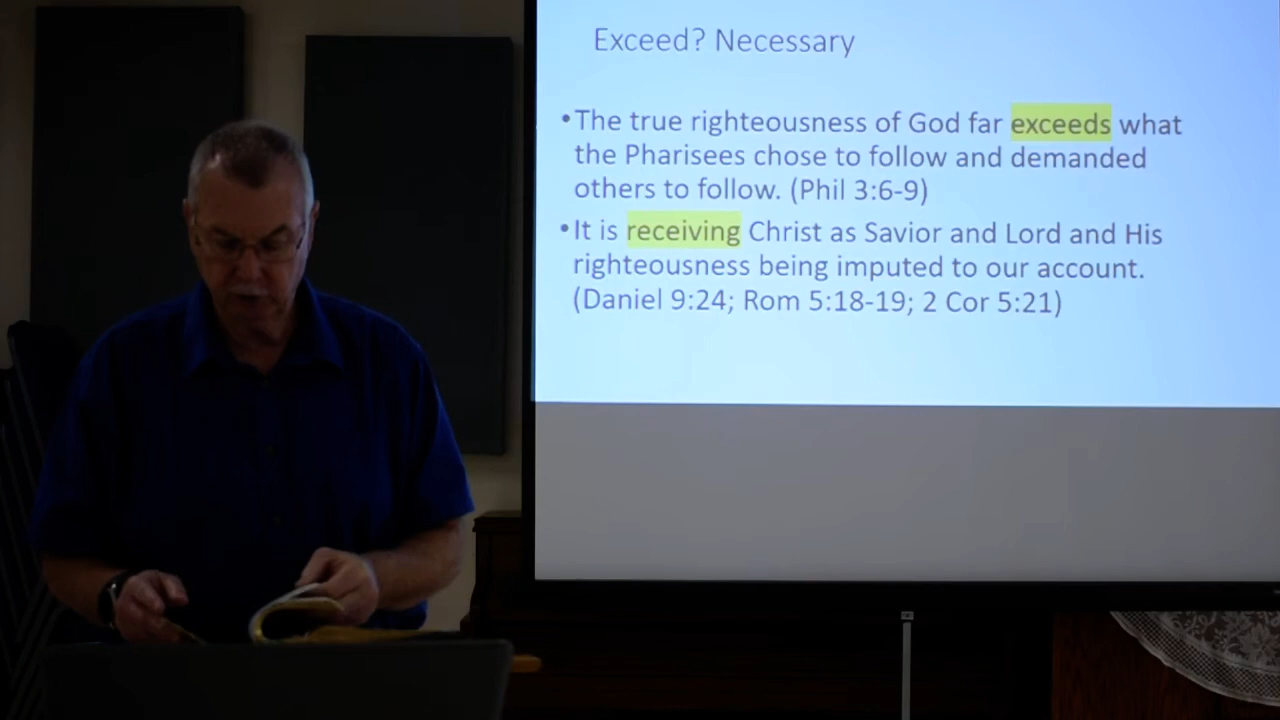 Exceed? Necessary
•The true righteousness of God far exceeds what
the Pharisees chose to follow and demanded
others to follow. (Phil 3:6-9)
•It is receiving Christ as Savior and Lord and His
righteousness being imputed to our account.
(Daniel 9:24; Rom 5:18-19; 2 Cor 5:21)